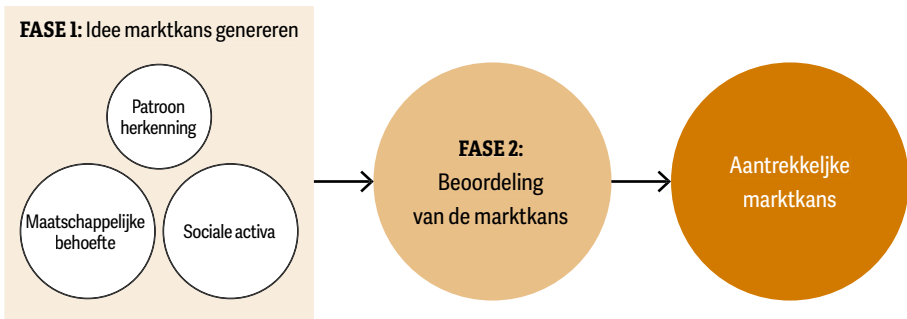 FASE 1: Idee marktkans genereren
Patroon
herkenning
Maatschappelijke
behoefte
Sociale activa
FASE 2:
Beoordeling
van de marktkans
Aantrekkelijke
marktkans